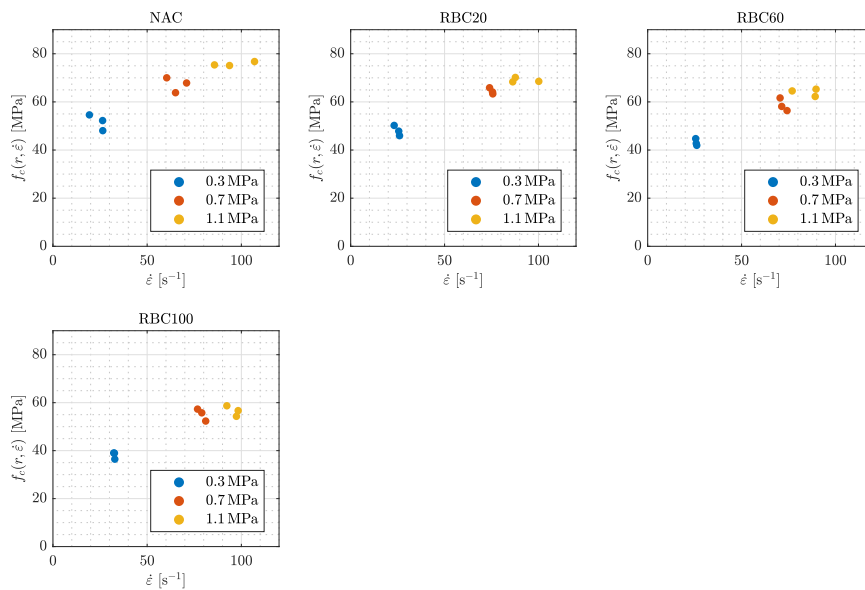 NAC
80
60
40
20
0
f_c(r, ε̇) [MPa]
0.3 MPa
0.7 MPa
1.1 MPa
0 50 100
ε̇ [s⁻¹]
RBC20
80
60
40
20
0
f_c(r, ε̇) [MPa]
0.3 MPa
0.7 MPa
1.1 MPa
0 50 100
ε̇ [s⁻¹]
RBC60
80
60
40
20
0
f_c(r, ε̇) [MPa]
0.3 MPa
0.7 MPa
1.1 MPa
0 50 100
ε̇ [s⁻¹]
RBC100
80
60
40
20
0
f_c(r, ε̇) [MPa]
0.3 MPa
0.7 MPa
1.1 MPa
0 50 100
ε̇ [s⁻¹]